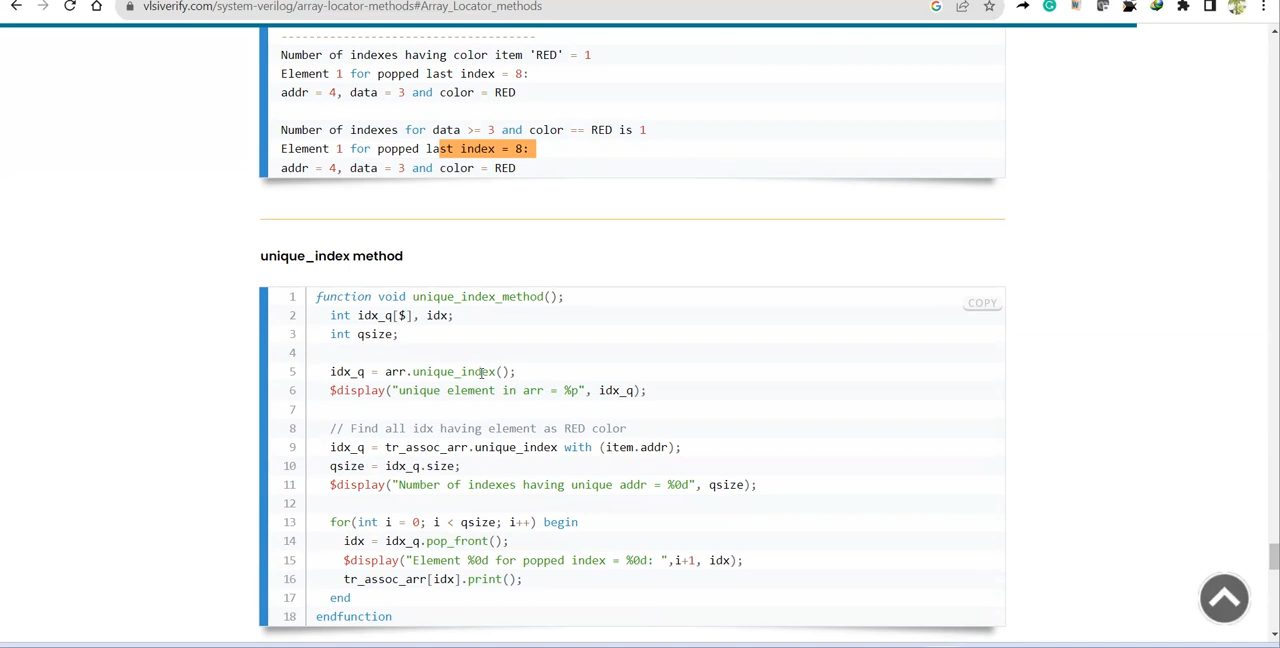 vlsiverify.com/system-verilog/array-locator-methods#Array_Locator_methods
------------------------------------
Number of indexes having color item 'RED' = 1
Element 1 for popped last index = 8:
addr = 4, data = 3 and color = RED
Number of indexes for data >= 3 and color == RED is 1
Element 1 for popped last index = 8:
addr = 4, data = 3 and color = RED
unique_index method
COPY
1 function void unique_index_method();
2 int idx_q[$], idx;
3 int qsize;
4
5 idx_q = arr.unique_index();
6 $display("unique element in arr = %p", idx_q);
7
8 // Find all idx having element as RED color
9 idx_q = tr_assoc_arr.unique_index with (item.addr);
10 qsize = idx_q.size;
11 $display("Number of indexes having unique addr = %0d", qsize);
12
13 for(int i = 0; i < qsize; i++) begin
14 idx = idx_q.pop_front();
15 $display("Element %0d for popped index = %0d: ",i+1, idx);
16 tr_assoc_arr[idx].print();
17 end
18 endfunction